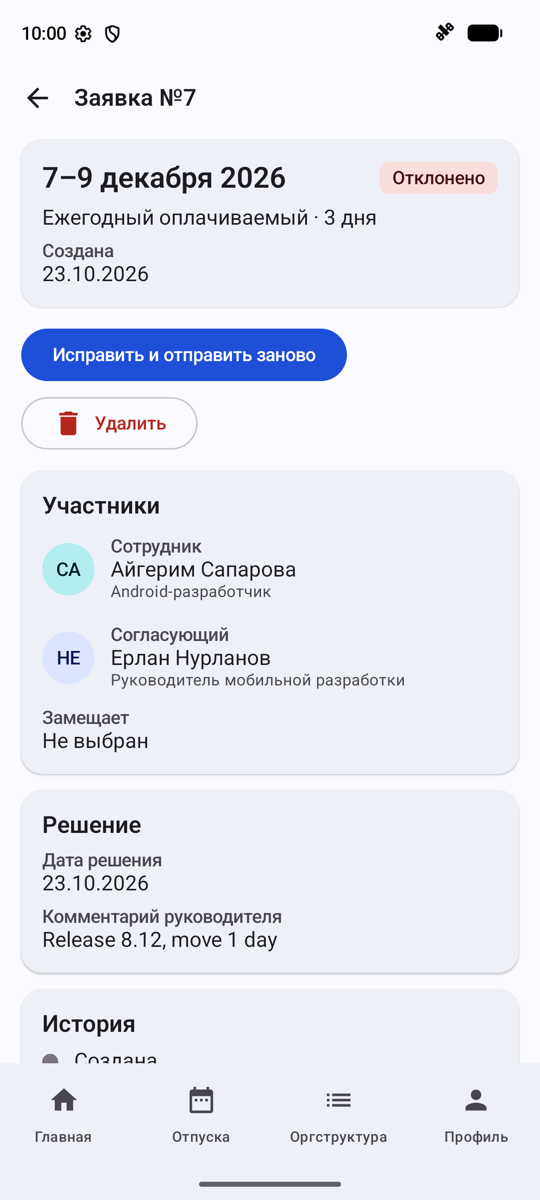 10:00
Заявка №7
7–9 декабря 2026
Отклонено
Ежегодный оплачиваемый · 3 дня
Создана
23.10.2026
Исправить и отправить заново
Удалить
Участники
СА
Сотрудник
Айгерим Сапарова
Android-разработчик
НЕ
Согласующий
Ерлан Нурланов
Руководитель мобильной разработки
Замещает
Не выбран
Решение
Дата решения
23.10.2026
Комментарий руководителя
Release 8.12, move 1 day
История
Создана
Главная
Отпуска
Оргструктура
Профиль